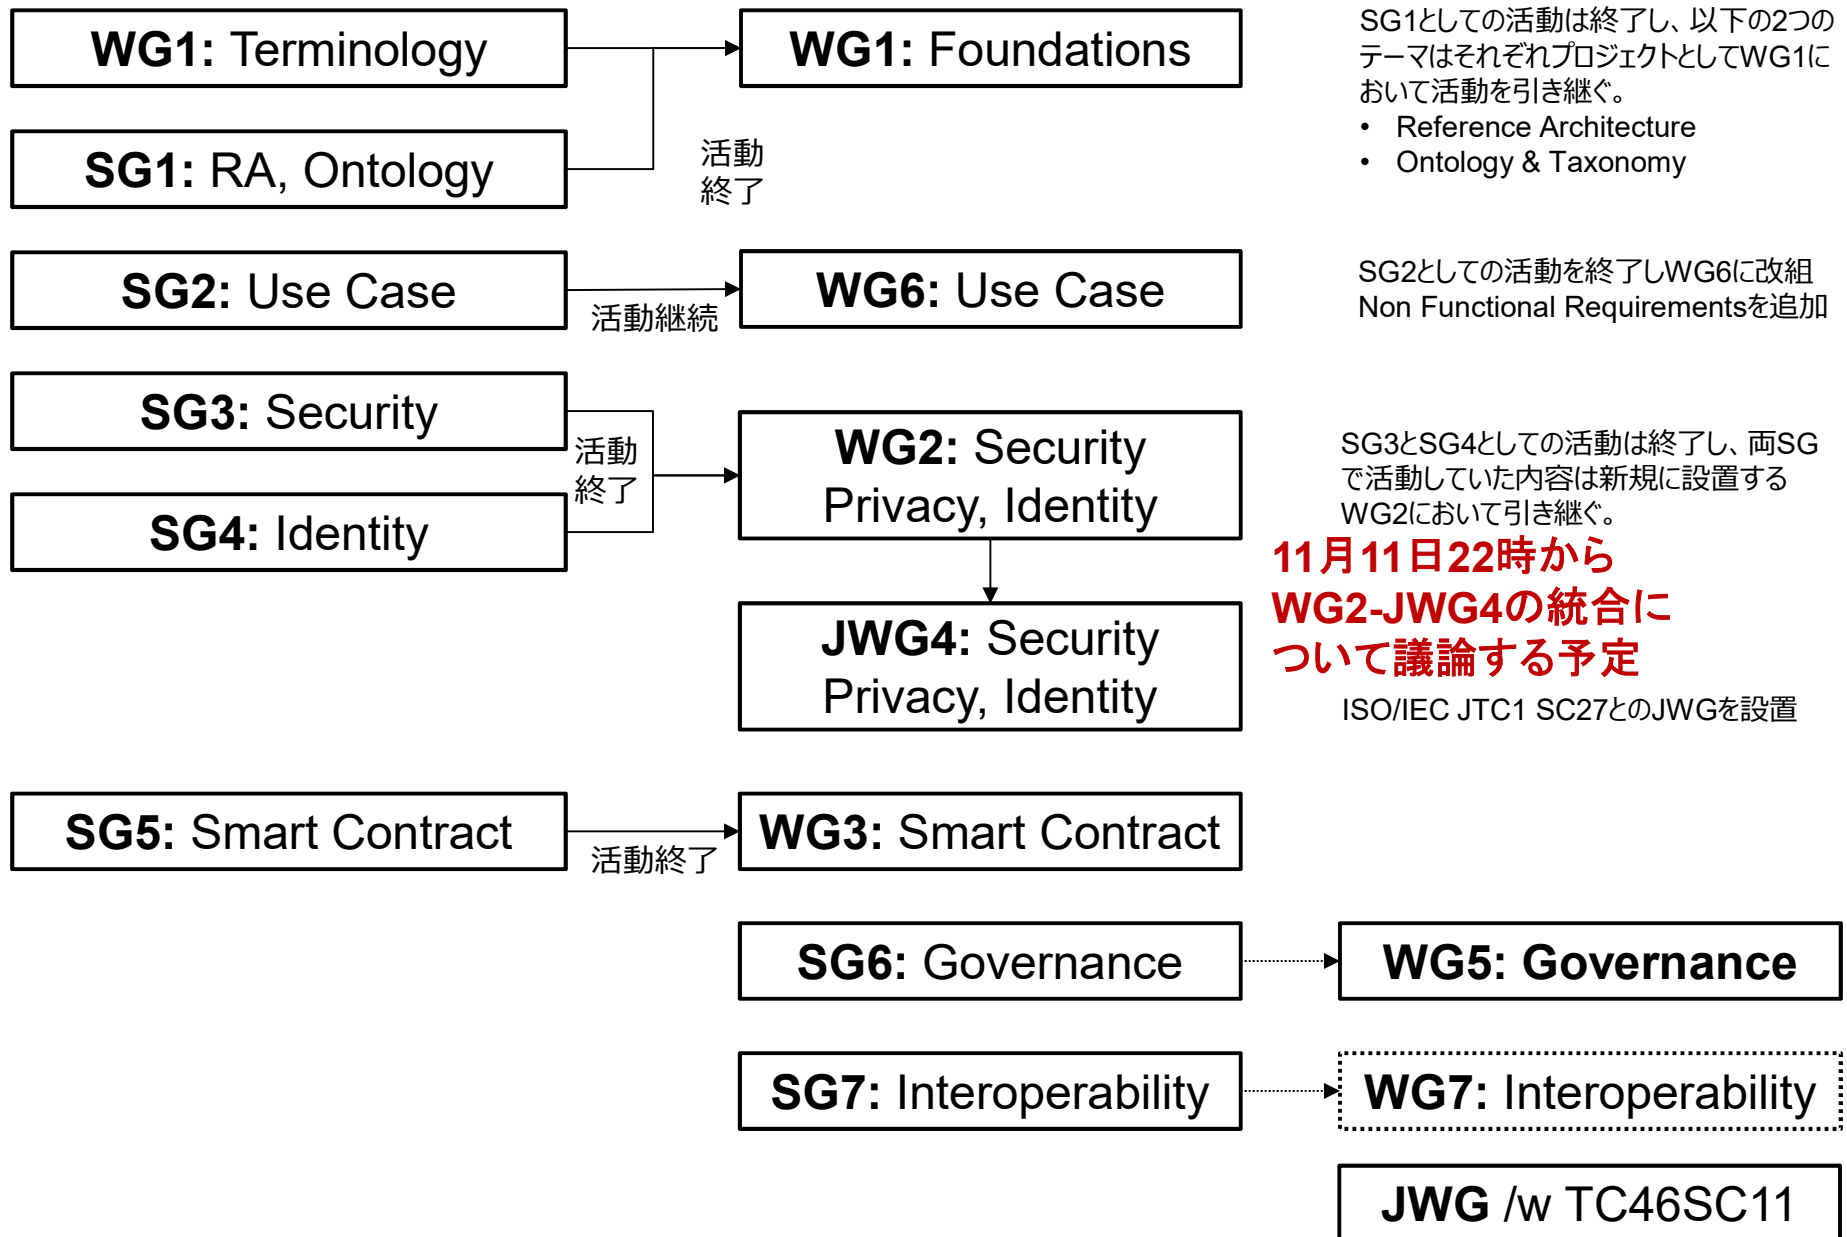 WG1: Terminology
WG1: Foundations
SG1としての活動は終了し、以下の2つの
テーマはそれぞれプロジェクトとしてWG1に
おいて活動を引き継ぐ。
• Reference Architecture
• Ontology & Taxonomy
SG1: RA, Ontology
活動
終了
SG2: Use Case
活動継続
WG6: Use Case
SG2としての活動を終了しWG6に改組
Non Functional Requirementsを追加
SG3: Security
SG4: Identity
活動
終了
WG2: Security
Privacy, Identity
SG3とSG4としての活動は終了し、両SG
で活動していた内容は新規に設置する
WG2において引き継ぐ。
11月11日22時から
WG2-JWG4の統合に
ついて議論する予定
JWG4: Security
Privacy, Identity
ISO/IEC JTC1 SC27とのJWGを設置
SG5: Smart Contract
活動終了
WG3: Smart Contract
SG6: Governance
WG5: Governance
SG7: Interoperability
WG7: Interoperability
JWG /w TC46SC11